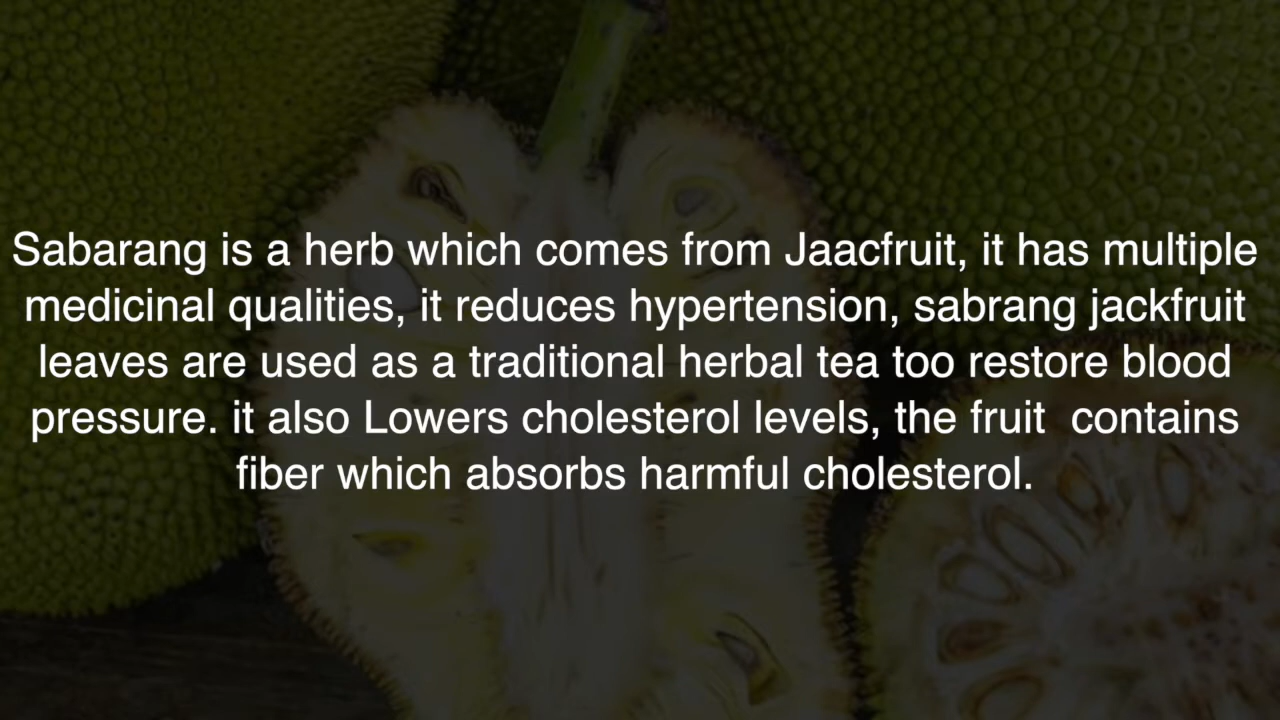 Sabarang is a herb which comes from Jaacfruit, it has multiple
medicinal qualities, it reduces hypertension, sabrang jackfruit
leaves are used as a traditional herbal tea too restore blood
pressure. it also Lowers cholesterol levels, the fruit  contains
fiber which absorbs harmful cholesterol.